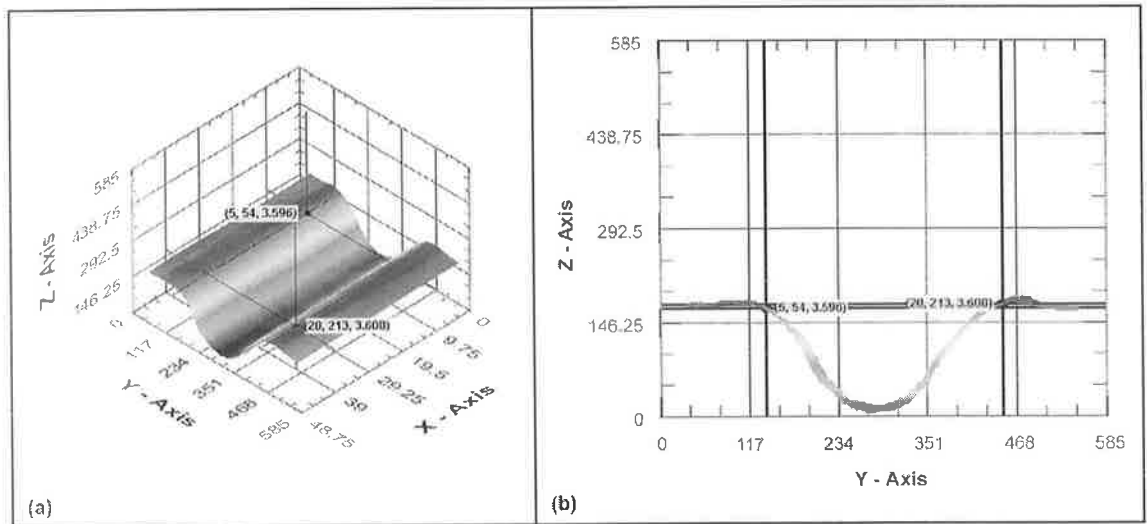 585
438.75
292.5
146.25
0
Z - Axis
(5, 54, 3.596)
(20, 213, 3.608)
117
234
351
468
585
Y - Axis
0
9.75
19.5
29.25
39
48.75
X - Axis
(a)
585
438.75
292.5
146.25
0
Z - Axis
(5, 54, 3.596)
(20, 213, 3.608)
0
117
234
351
468
585
Y - Axis
(b)